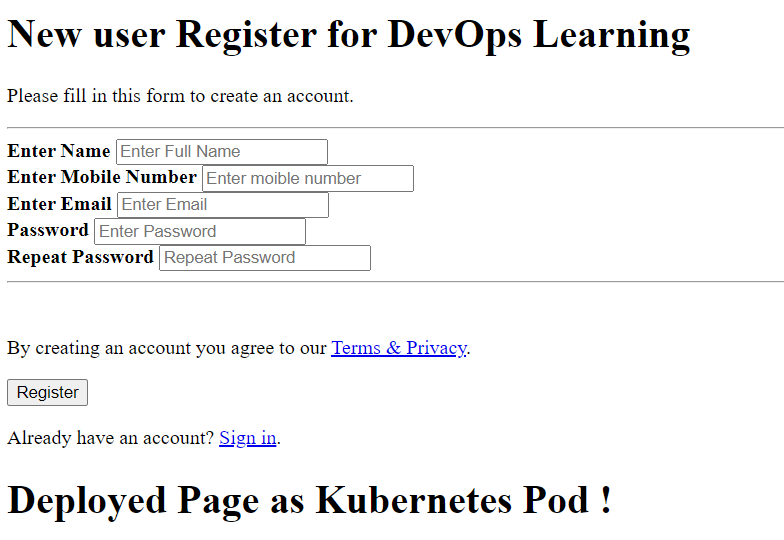 New user Register for DevOps Learning
Please fill in this form to create an account.
Enter Name Enter Full Name
Enter Mobile Number Enter moible number
Enter Email Enter Email
Password Enter Password
Repeat Password Repeat Password
By creating an account you agree to our Terms & Privacy.
Register
Already have an account? Sign in.
Deployed Page as Kubernetes Pod !